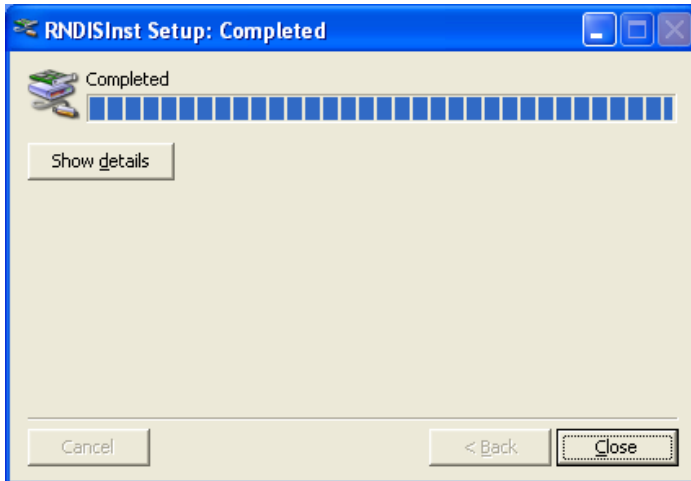 RNDISInst Setup: Completed
Completed
Show details
Cancel
< Back
Close